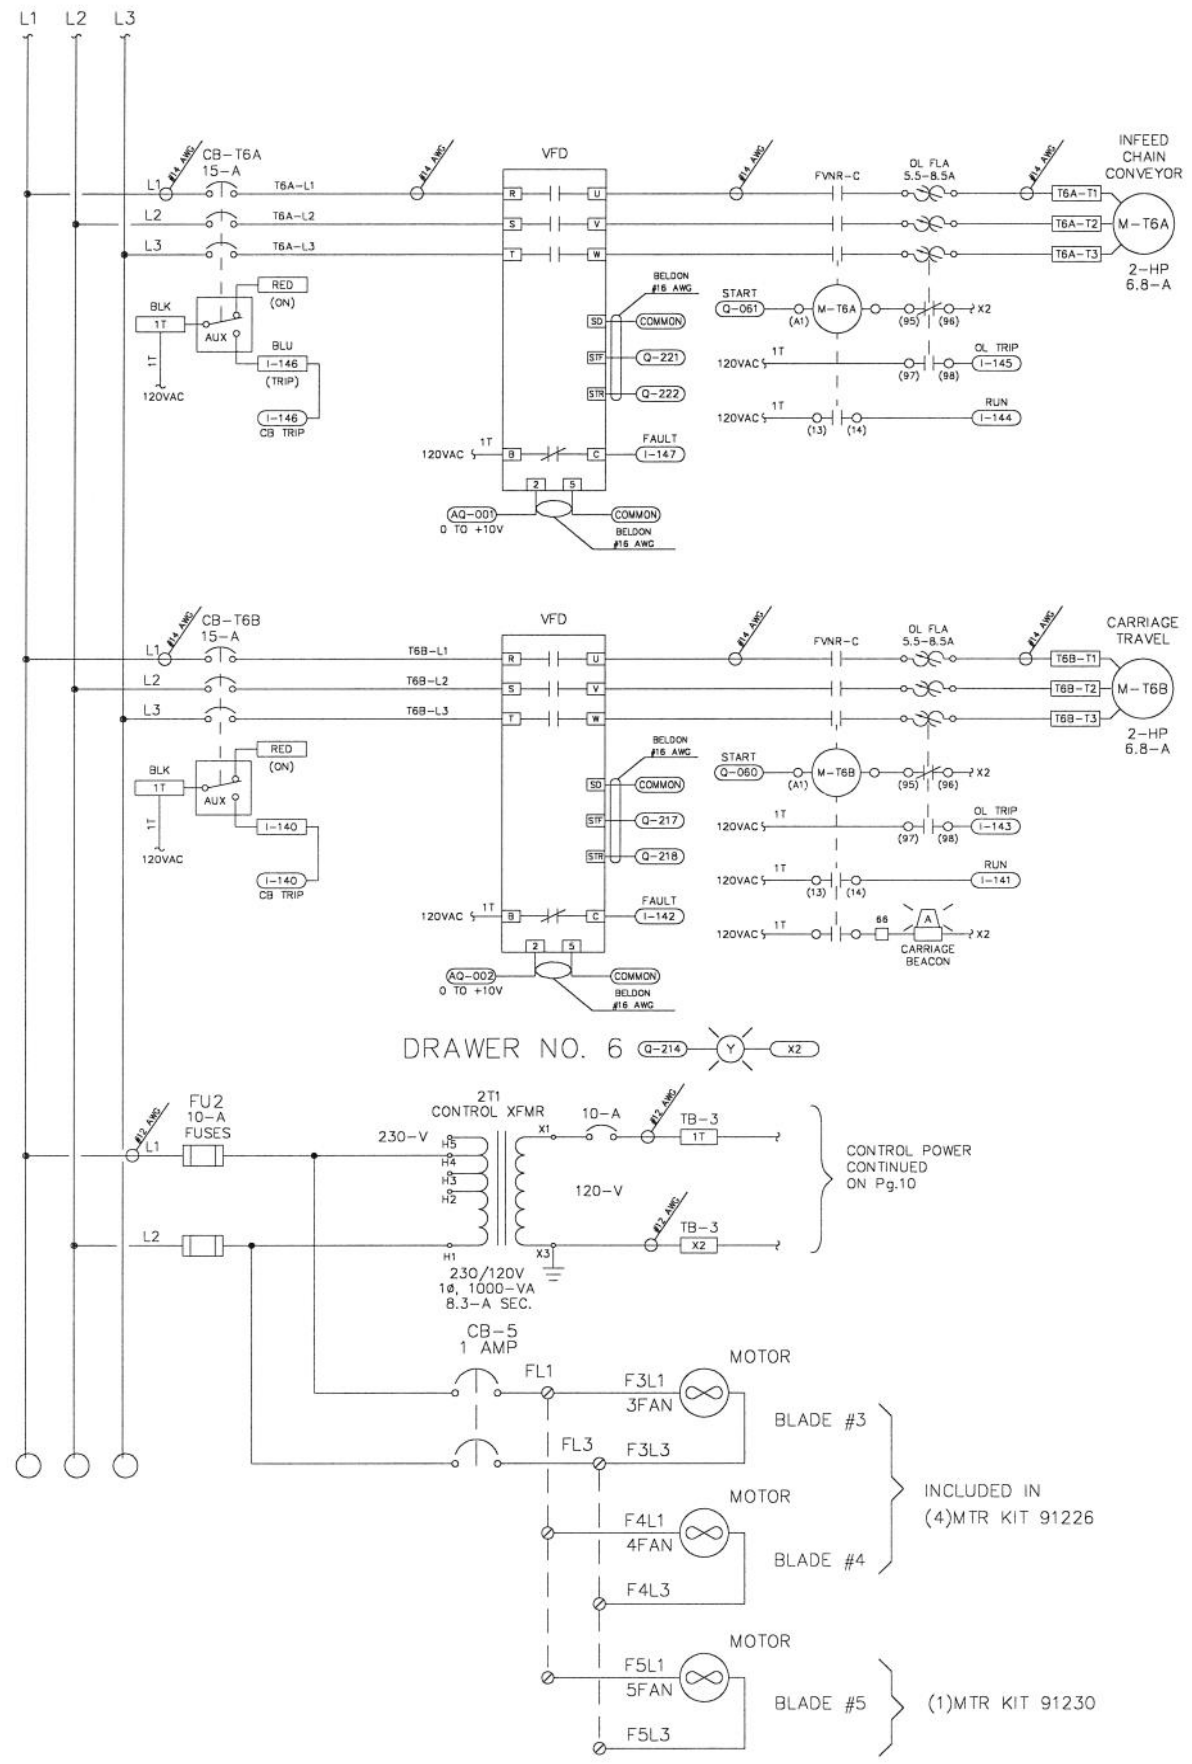 L1 L2 L3
#14 AWG
CB-T6A
15-A
#14 AWG
VFD
#14 AWG
FVNR-C
OL FLA
5.5-8.5A
#14 AWG
INFEED
CHAIN
CONVEYOR
L1 T6A-L1 R U T6A-T1
L2 T6A-L2 S V T6A-T2 M-T6A
L3 T6A-L3 T W T6A-T3
2-HP
6.8-A
RED
(ON)
BLK
1T
AUX
BLU
I-146
(TRIP)
1T
120VAC
I-146
CB TRIP
BELDON
#16 AWG
SD COMMON
STF Q-221
STR Q-222
START
Q-061 (A1) M-T6A (95) (96) X2
120VAC 1T (97) (98) OL TRIP
I-145
120VAC 1T (13) (14) RUN
I-144
120VAC 1T B C FAULT
I-147
2 5
AQ-001
0 TO +10V
COMMON
BELDON
#16 AWG
#14 AWG
CB-T6B
15-A
VFD
#14 AWG
FVNR-C
OL FLA
5.5-8.5A
#14 AWG
CARRIAGE
TRAVEL
L1 T6B-L1 R U T6B-T1
L2 T6B-L2 S V T6B-T2 M-T6B
L3 T6B-L3 T W T6B-T3
2-HP
6.8-A
RED
(ON)
BLK
1T
AUX
I-140
1T
120VAC
I-140
CB TRIP
BELDON
#16 AWG
SD COMMON
STF Q-217
STR Q-218
START
Q-060 (A1) M-T6B (95) (96) X2
120VAC 1T (97) (98) OL TRIP
I-143
120VAC 1T (13) (14) RUN
I-141
120VAC 1T B C FAULT
I-142
120VAC 1T 66 A X2
CARRIAGE
BEACON
2 5
AQ-002
0 TO +10V
COMMON
BELDON
#16 AWG
DRAWER NO. 6 Q-214 Y X2
FU2
10-A
FUSES
#12 AWG
L1
L2
2T1
CONTROL XFMR
230-V
H5
H4
H3
H2
H1
X1
X3
120-V
10-A
#12 AWG
TB-3
1T
#12 AWG
TB-3
X2
CONTROL POWER
CONTINUED
ON Pg.10
230/120V
1ø, 1000-VA
8.3-A SEC.
CB-5
1 AMP
FL1
FL3
F3L1
3FAN
MOTOR
F3L3
BLADE #3
F4L1
4FAN
MOTOR
F4L3
BLADE #4
INCLUDED IN
(4)MTR KIT 91226
F5L1
5FAN
MOTOR
F5L3
BLADE #5
(1)MTR KIT 91230